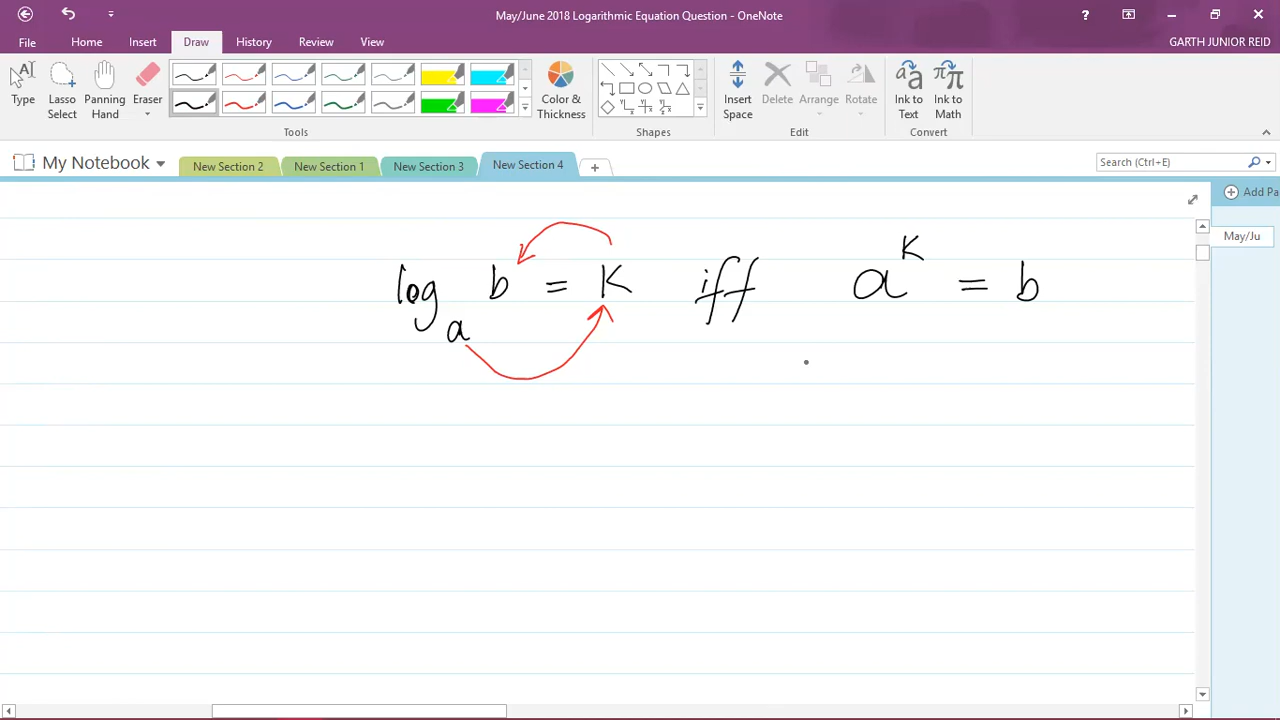 May/June 2018 Logarithmic Equation Question - OneNote
File Home Insert Draw History Review View GARTH JUNIOR REID
Type
Lasso Select
Panning Hand
Eraser
Color & Thickness
Insert Space
Delete
Arrange
Rotate
Ink to Text
Ink to Math
Tools Shapes Edit Convert
My Notebook New Section 2 New Section 1 New Section 3 New Section 4 Search (Ctrl+E)
Add Pa
May/Ju
log_a b = K iff a^K = b